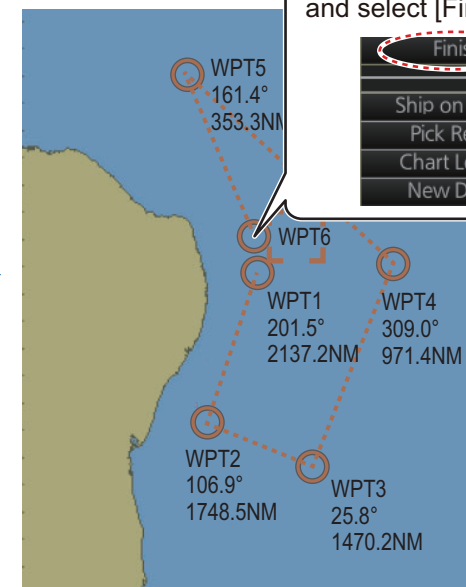 and select [Fin
Finis
Ship on
Pick Re
Chart L
New D
WPT5
161.4°
353.3NM
WPT6
WPT1
201.5°
2137.2NM
WPT4
309.0°
971.4NM
WPT2
106.9°
1748.5NM
WPT3
25.8°
1470.2NM